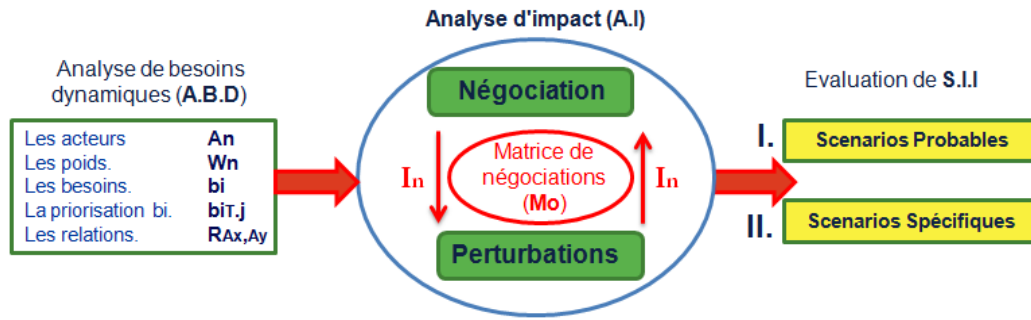 Analyse d'impact (A.I)
Analyse de besoins
dynamiques (A.B.D)
Les acteurs An
Les poids. Wn
Les besoins. bi
La priorisation bi. biT.j
Les relations. RAx,Ay
Négociation
In
Matrice de
négociations
(Mo)
In
Perturbations
Evaluation de S.I.I
I. Scenarios Probables
II. Scenarios Spécifiques